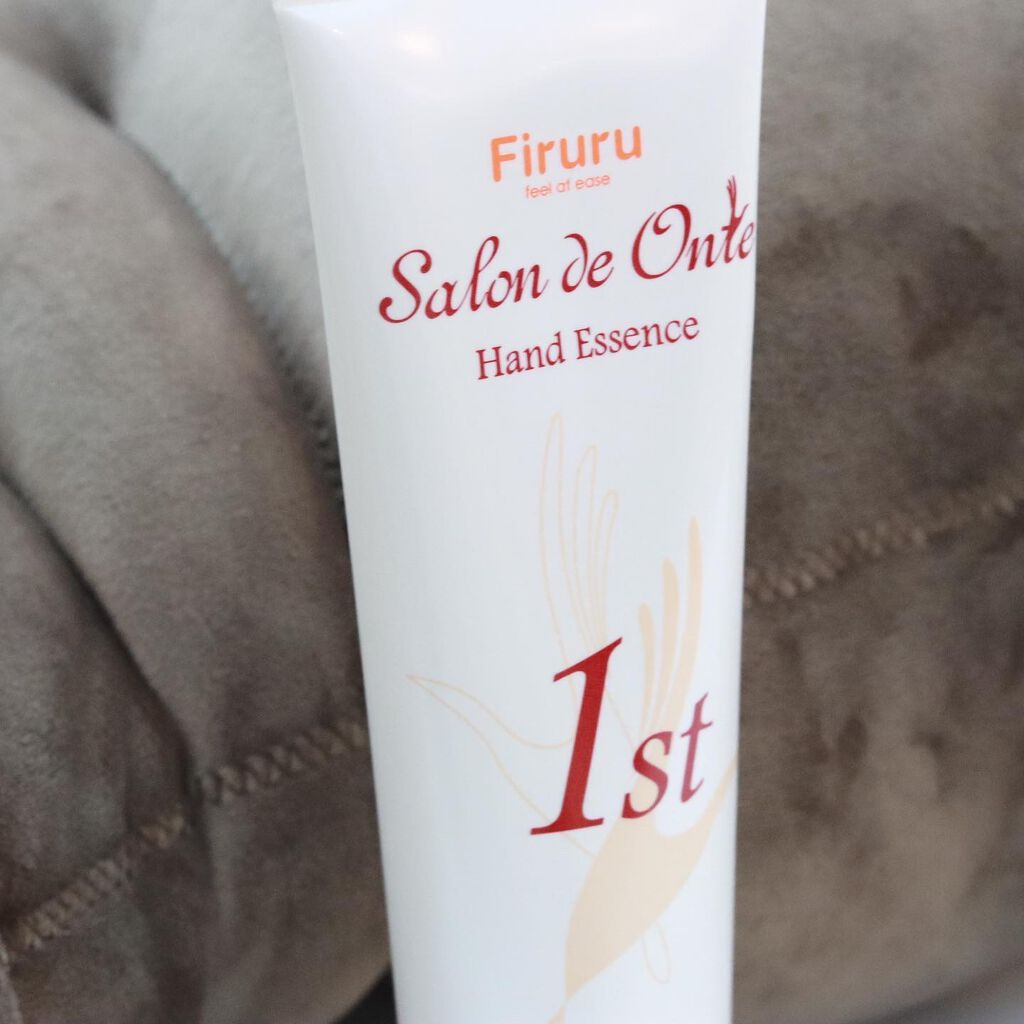 Firuru
feel at ease
Salon de Onte
Hand Essence
1st